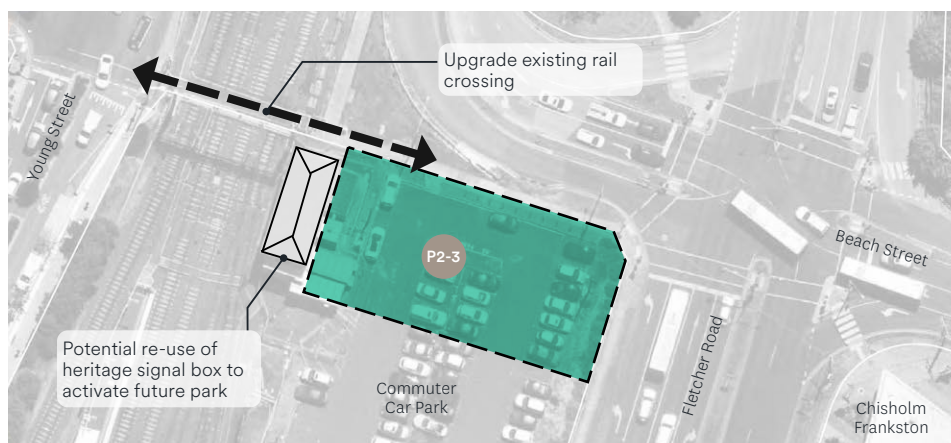 Upgrade existing rail
crossing
Young Street
P2-3
Beach Street
Potential re-use of
heritage signal box to
activate future park
Commuter
Car Park
Fletcher Road
Chisholm
Frankston